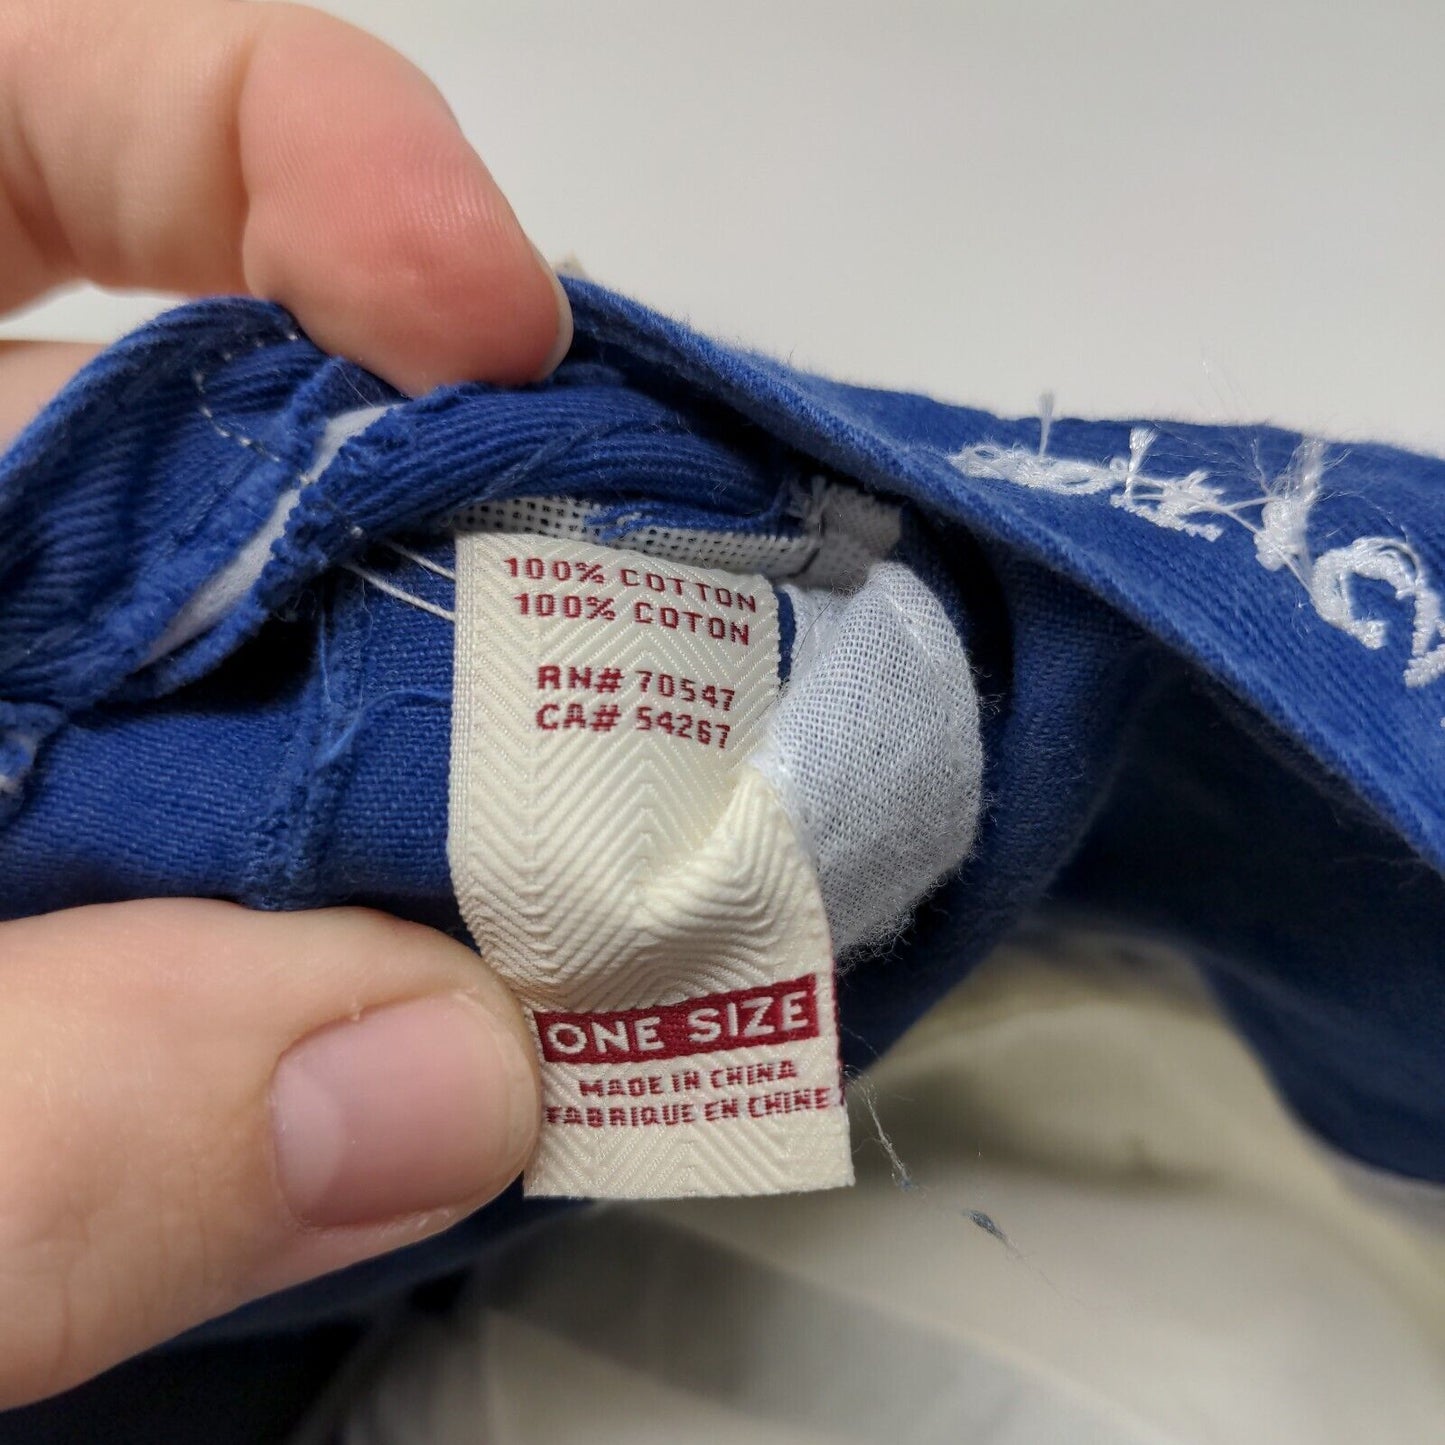 100% COTTON
100% COTON
RN# 70547
CA# 54267
ONE SIZE
MADE IN CHINA
FABRIQUE EN CHINE